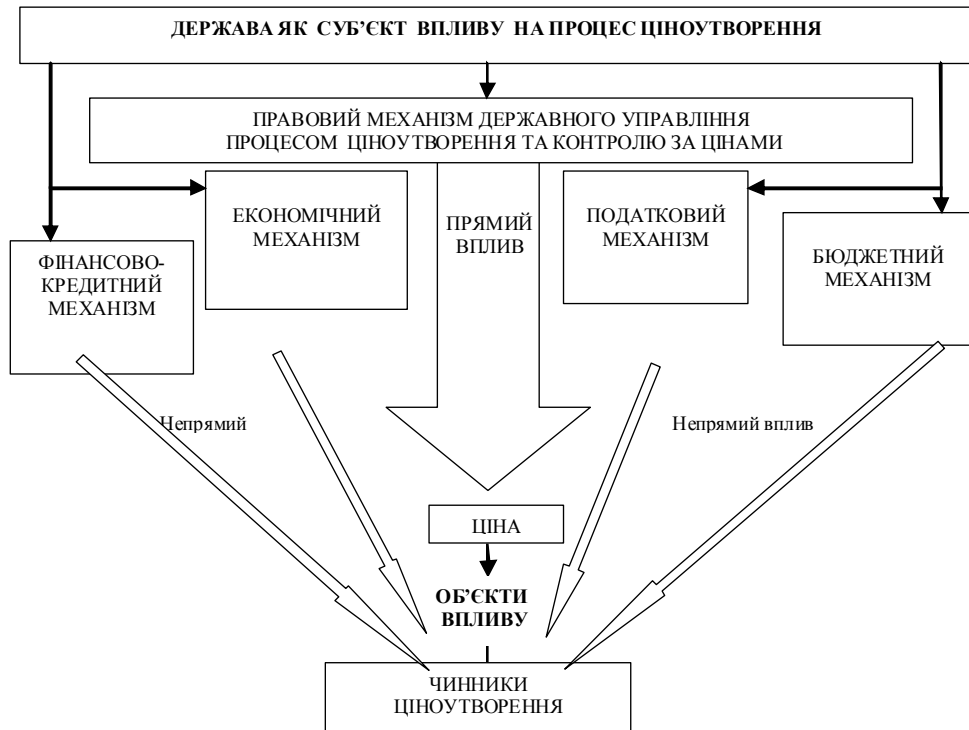 ДЕРЖАВА ЯК СУБ’ЄКТ ВПЛИВУ НА ПРОЦЕС ЦІНОУТВОРЕННЯ
ПРАВОВИЙ МЕХАНІЗМ ДЕРЖАВНОГО УПРАВЛІННЯ
ПРОЦЕСОМ ЦІНОУТВОРЕННЯ ТА КОНТРОЛЮ ЗА ЦІНАМИ
ФІНАНСОВО-
КРЕДИТНИЙ
МЕХАНІЗМ
ЕКОНОМІЧНИЙ
МЕХАНІЗМ
ПРЯМИЙ
ВПЛИВ
ПОДАТКОВИЙ
МЕХАНІЗМ
БЮДЖЕТНИЙ
МЕХАНІЗМ
Непрямий
Непрямий вплив
ЦІНА
ОБ’ЄКТИ
ВПЛИВУ
ЧИННИКИ
ЦІНОУТВОРЕННЯ